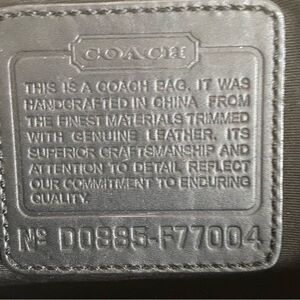 COACH
THIS IS A COACH BAG. IT WAS
HANDCRAFTED IN CHINA FROM
THE FINEST MATERIALS TRIMMED
WITH GENUINE LEATHER. ITS
SUPERIOR CRAFTSMANSHIP AND
ATTENTION TO DETAIL REFLECT
OUR COMMITMENT TO ENDURING
QUALITY.
Nº D0885-F77004